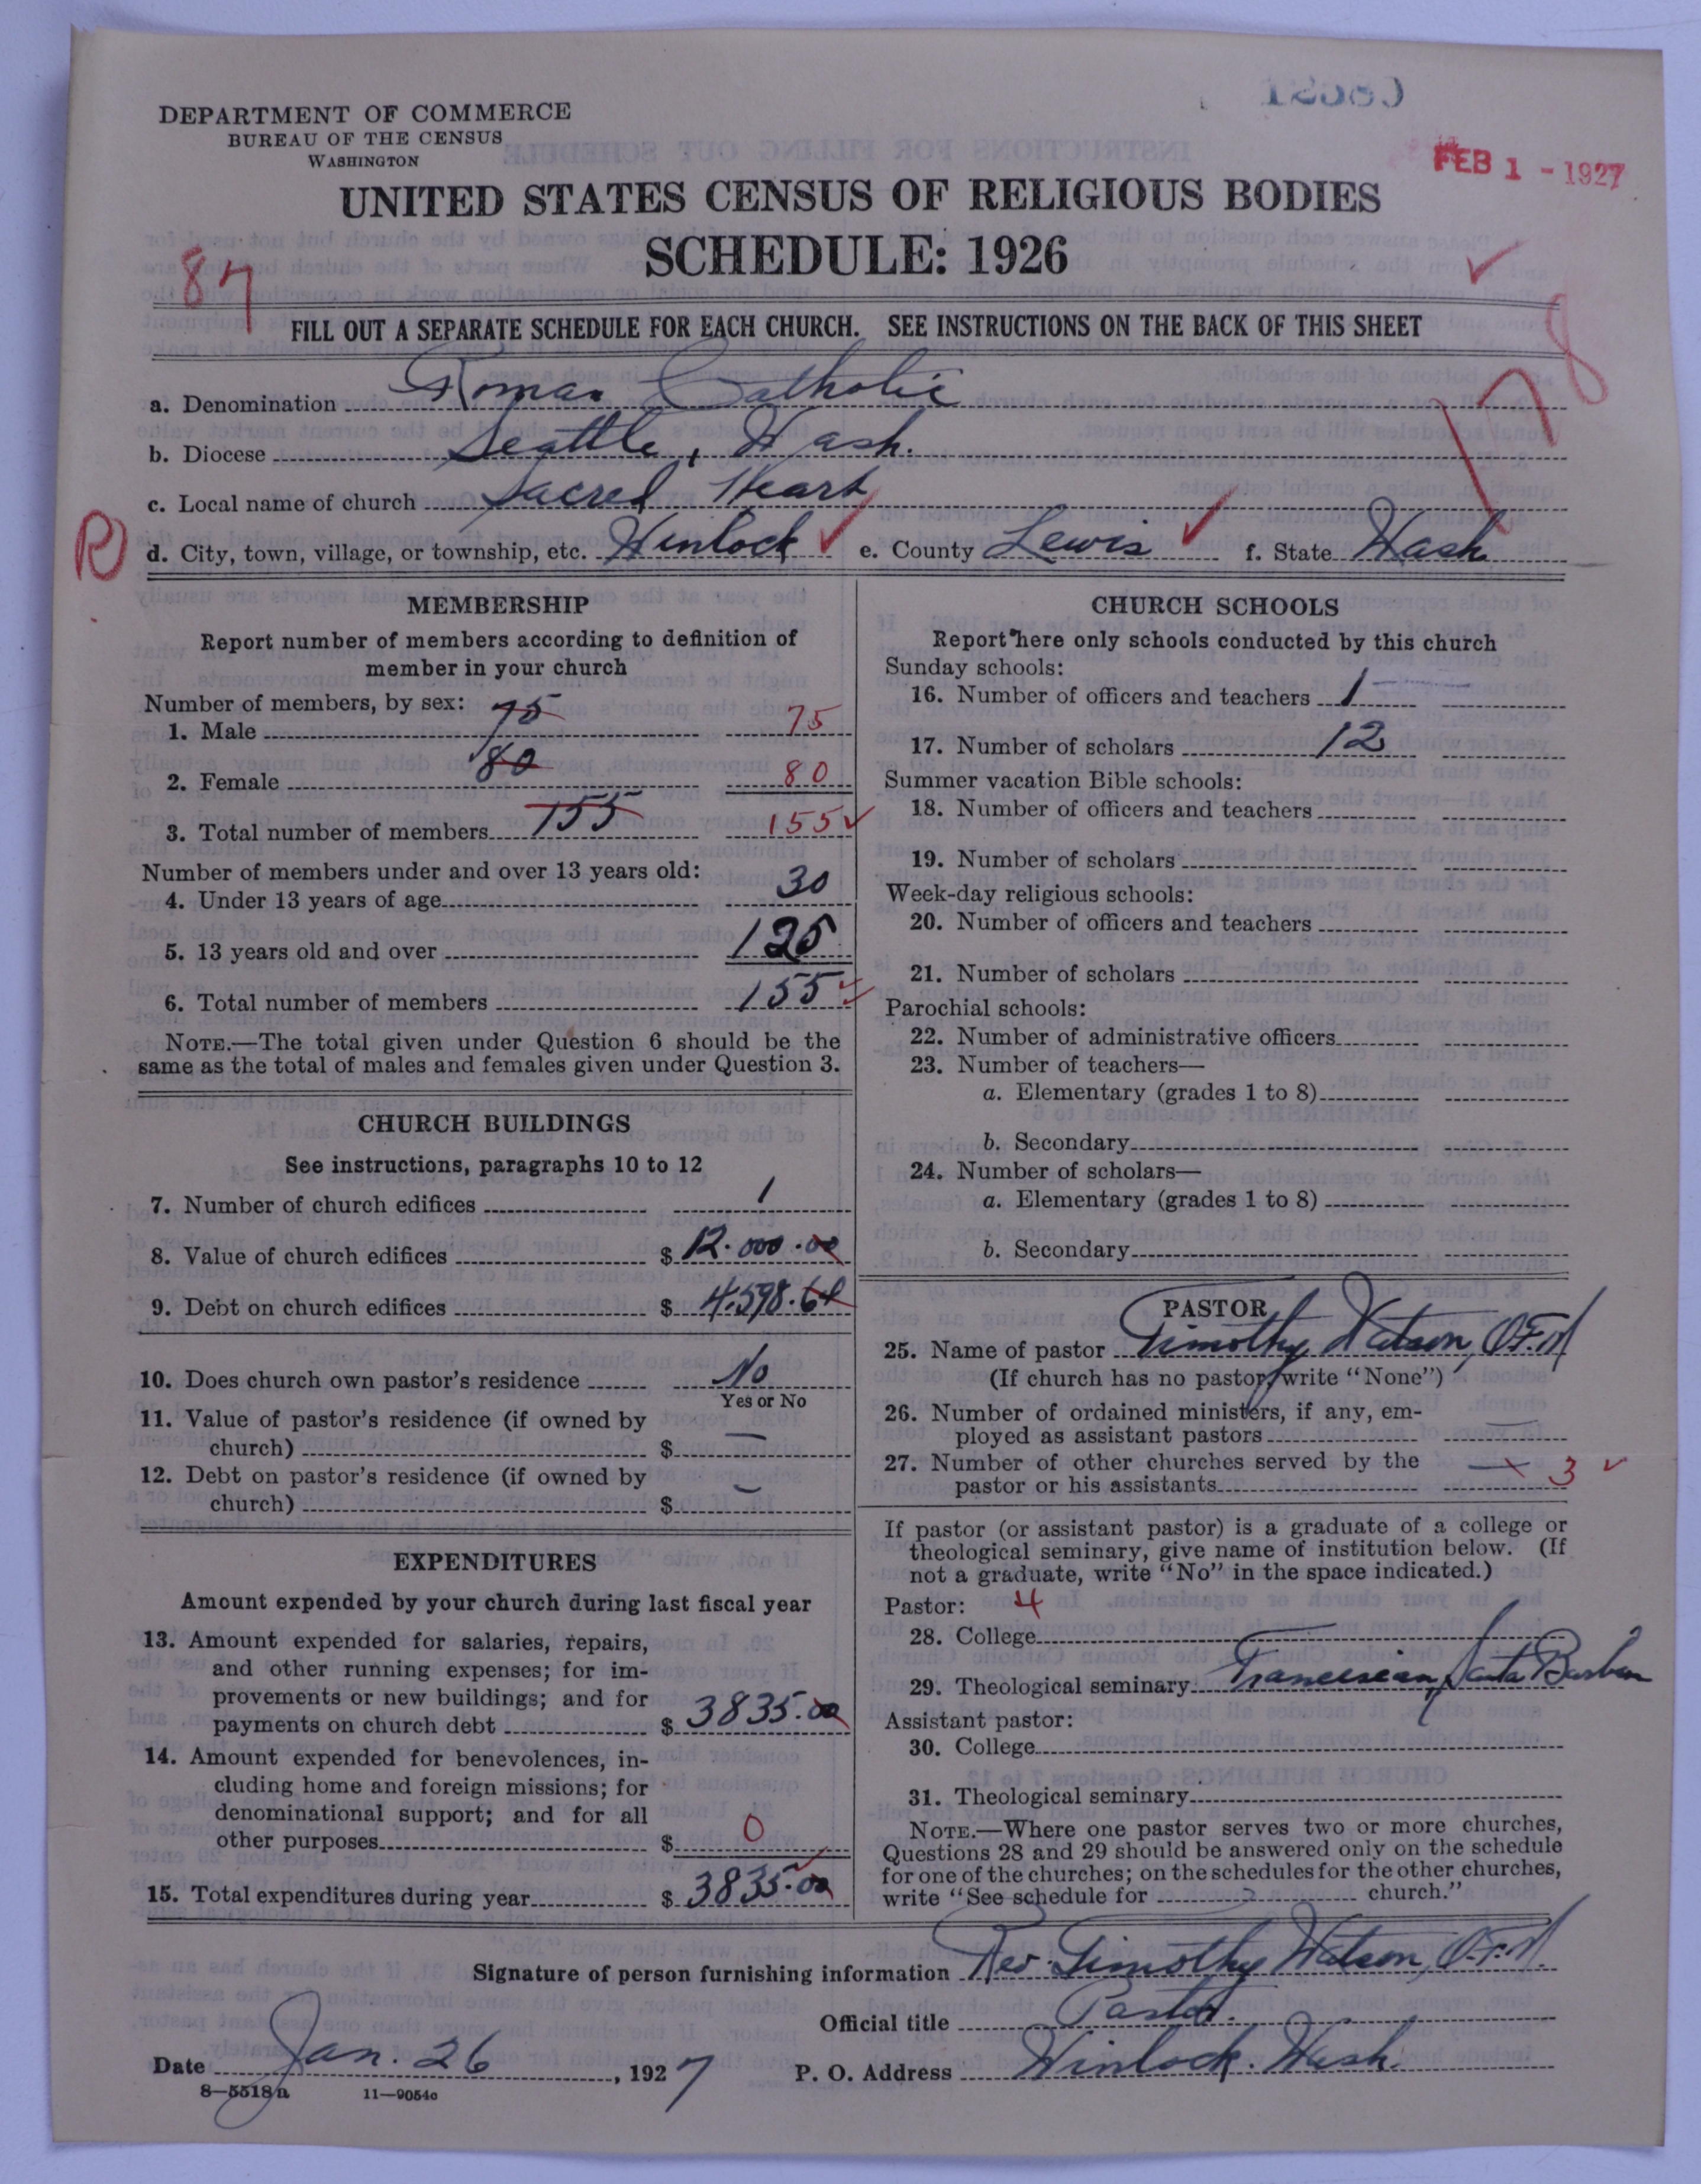 DEPARTMENT OF COMMERCE
BUREAU OF THE CENSUS
WASHINGTON
FEB 1 - 1927
UNITED STATES CENSUS OF RELIGIOUS BODIES
SCHEDULE: 1926
87
178
FILL OUT A SEPARATE SCHEDULE FOR EACH CHURCH. SEE INSTRUCTIONS ON THE BACK OF THIS SHEET
a. Denomination Roman Catholic
b. Diocese Seattle, Wash.
c. Local name of church Sacred Heart
R
d. City, town, village, or township, etc. Winlock e. County Lewis f. State Wash
MEMBERSHIP
Report number of members according to definition of
member in your church
Number of members, by sex:
1. Male 75 75
2. Female 80 80
3. Total number of members 155 155
Number of members under and over 13 years old:
4. Under 13 years of age 30
5. 13 years old and over 125
6. Total number of members 155
NOTE.—The total given under Question 6 should be the
same as the total of males and females given under Question 3.
CHURCH BUILDINGS
See instructions, paragraphs 10 to 12
7. Number of church edifices 1
8. Value of church edifices $ 12.000.00
9. Debt on church edifices $ 4.598.64
10. Does church own pastor's residence No
Yes or No
11. Value of pastor's residence (if owned by
church) $ —
12. Debt on pastor's residence (if owned by
church) $ —
EXPENDITURES
Amount expended by your church during last fiscal year
13. Amount expended for salaries, repairs,
and other running expenses; for im-
provements or new buildings; and for
payments on church debt $ 3835.00
14. Amount expended for benevolences, in-
cluding home and foreign missions; for
denominational support; and for all
other purposes $ 0
15. Total expenditures during year $ 3835.00
CHURCH SCHOOLS
Report here only schools conducted by this church
Sunday schools:
16. Number of officers and teachers 1
17. Number of scholars 12
Summer vacation Bible schools:
18. Number of officers and teachers
19. Number of scholars
Week-day religious schools:
20. Number of officers and teachers
21. Number of scholars
Parochial schools:
22. Number of administrative officers
23. Number of teachers—
a. Elementary (grades 1 to 8)
b. Secondary
24. Number of scholars—
a. Elementary (grades 1 to 8)
b. Secondary
PASTOR
25. Name of pastor Timothy Watson, O.F.M
(If church has no pastor, write "None")
26. Number of ordained ministers, if any, em-
ployed as assistant pastors —
27. Number of other churches served by the
pastor or his assistants — 3
If pastor (or assistant pastor) is a graduate of a college or
theological seminary, give name of institution below. (If
not a graduate, write "No" in the space indicated.)
Pastor: 4
28. College
29. Theological seminary Franciscan, Santa Barbara
Assistant pastor:
30. College
31. Theological seminary
NOTE.—Where one pastor serves two or more churches,
Questions 28 and 29 should be answered only on the schedule
for one of the churches; on the schedules for the other churches,
write "See schedule for church."
Signature of person furnishing information Rev. Timothy Watson, O.F.M.
Official title Pastor.
Date Jan. 26, 1927 P. O. Address Winlock. Wash.
8—5518a 11—9054c